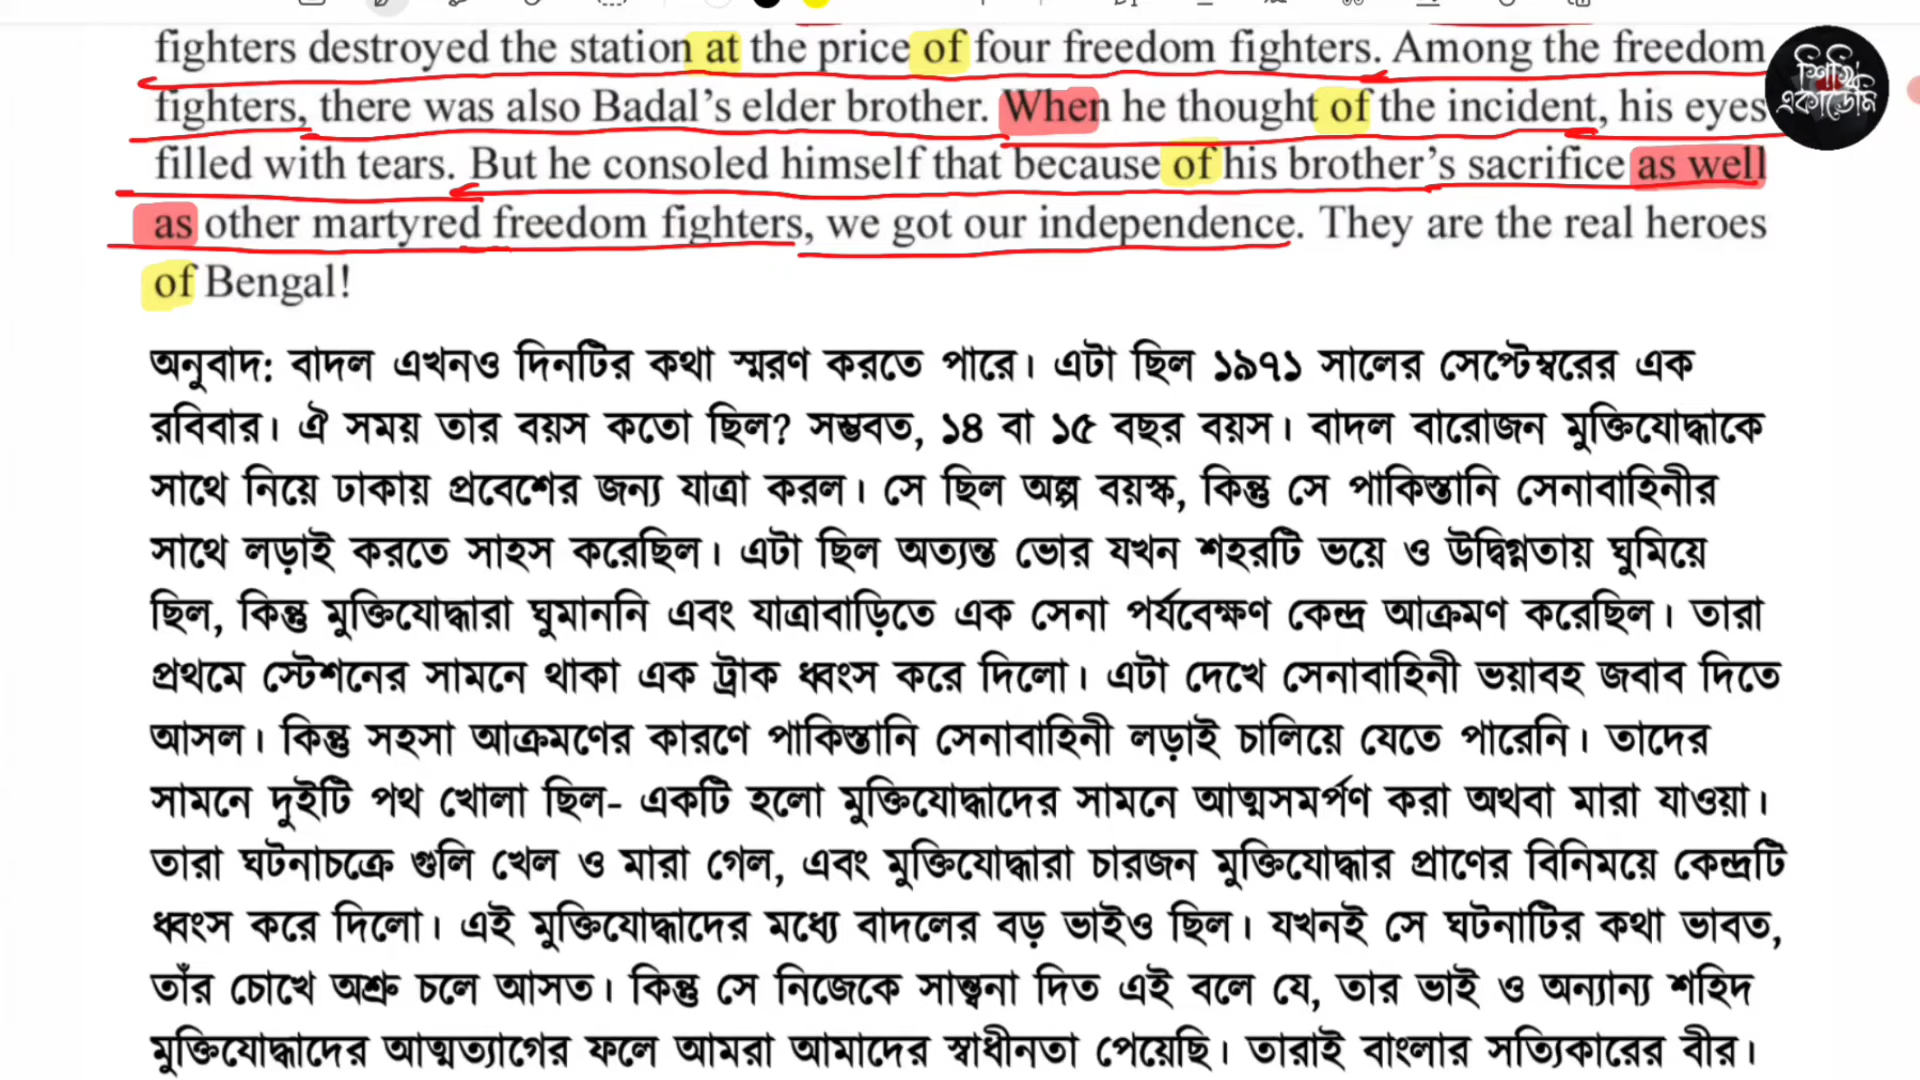 fighters destroyed the station at the price of four freedom fighters. Among the freedom
fighters, there was also Badal’s elder brother. When he thought of the incident, his eyes
filled with tears. But he consoled himself that because of his brother’s sacrifice as well
as other martyred freedom fighters, we got our independence. They are the real heroes
of Bengal!
শিখি একাডেমি
অনুবাদ: বাদল এখনও দিনটির কথা স্মরণ করতে পারে। এটা ছিল ১৯৭১ সালের সেপ্টেম্বরের এক
রবিবার। ঐ সময় তার বয়স কতো ছিল? সম্ভবত, ১৪ বা ১৫ বছর বয়স। বাদল বারোজন মুক্তিযোদ্ধাকে
সাথে নিয়ে ঢাকায় প্রবেশের জন্য যাত্রা করল। সে ছিল অল্প বয়স্ক, কিন্তু সে পাকিস্তানি সেনাবাহিনীর
সাথে লড়াই করতে সাহস করেছিল। এটা ছিল অত্যন্ত ভোর যখন শহরটি ভয়ে ও উদ্বিগ্নতায় ঘুমিয়ে
ছিল, কিন্তু মুক্তিযোদ্ধারা ঘুমাননি এবং যাত্রাবাড়িতে এক সেনা পর্যবেক্ষণ কেন্দ্র আক্রমণ করেছিল। তারা
প্রথমে স্টেশনের সামনে থাকা এক ট্রাক ধ্বংস করে দিলো। এটা দেখে সেনাবাহিনী ভয়াবহ জবাব দিতে
আসল। কিন্তু সহসা আক্রমণের কারণে পাকিস্তানি সেনাবাহিনী লড়াই চালিয়ে যেতে পারেনি। তাদের
সামনে দুইটি পথ খোলা ছিল- একটি হলো মুক্তিযোদ্ধাদের সামনে আত্মসমর্পণ করা অথবা মারা যাওয়া।
তারা ঘটনাচক্রে গুলি খেল ও মারা গেল, এবং মুক্তিযোদ্ধারা চারজন মুক্তিযোদ্ধার প্রাণের বিনিময়ে কেন্দ্রটি
ধ্বংস করে দিলো। এই মুক্তিযোদ্ধাদের মধ্যে বাদলের বড় ভাইও ছিল। যখনই সে ঘটনাটির কথা ভাবত,
তাঁর চোখে অশ্রু চলে আসত। কিন্তু সে নিজেকে সান্ত্বনা দিত এই বলে যে, তার ভাই ও অন্যান্য শহিদ
মুক্তিযোদ্ধাদের আত্মত্যাগের ফলে আমরা আমাদের স্বাধীনতা পেয়েছি। তারাই বাংলার সত্যিকারের বীর।